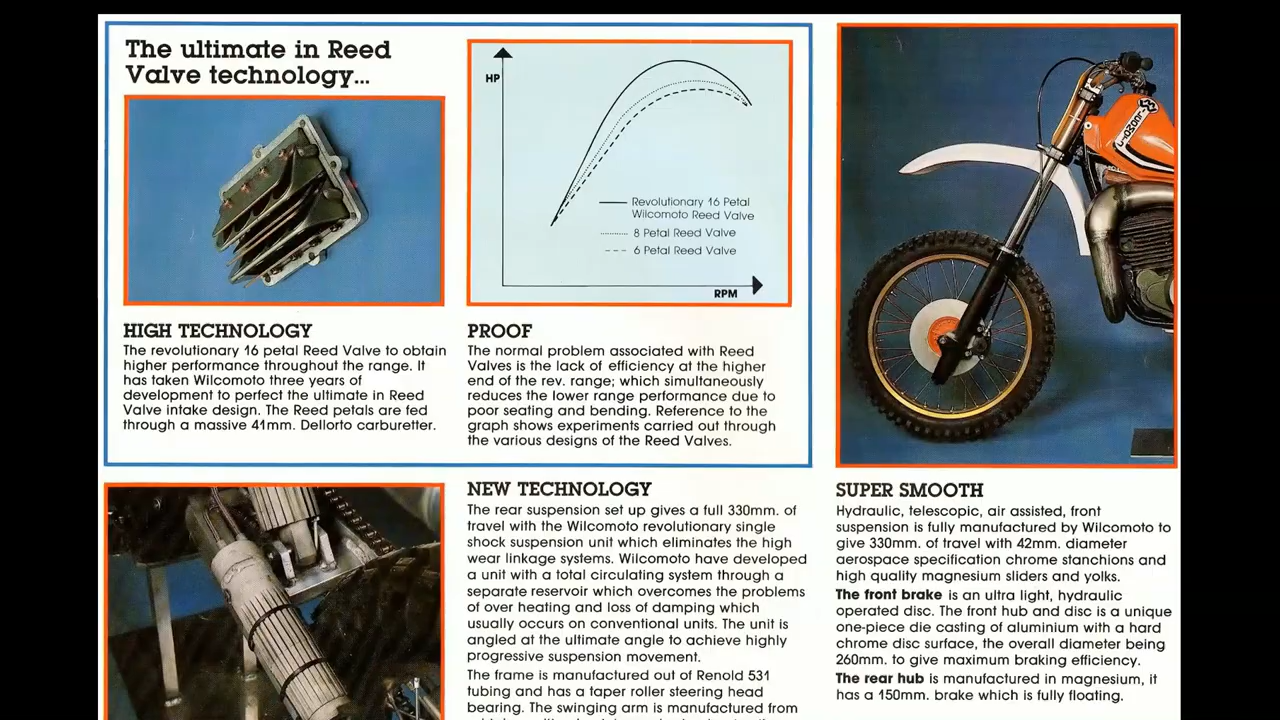 The ultimate in Reed
Valve technology...
HP
Revolutionary 16 Petal
Wilcomoto Reed Valve
8 Petal Reed Valve
6 Petal Reed Valve
RPM
HIGH TECHNOLOGY
The revolutionary 16 petal Reed Valve to obtain
higher performance throughout the range. It
has taken Wilcomoto three years of
development to perfect the ultimate in Reed
Valve intake design. The Reed petals are fed
through a massive 41mm. Dellorto carburetter.
PROOF
The normal problem associated with Reed
Valves is the lack of efficiency at the higher
end of the rev. range; which simultaneously
reduces the lower range performance due to
poor seating and bending. Reference to the
graph shows experiments carried out through
the various designs of the Reed Valves.
NEW TECHNOLOGY
The rear suspension set up gives a full 330mm. of
travel with the Wilcomoto revolutionary single
shock suspension unit which eliminates the high
wear linkage systems. Wilcomoto have developed
a unit with a total circulating system through a
separate reservoir which overcomes the problems
of over heating and loss of damping which
usually occurs on conventional units. The unit is
angled at the ultimate angle to achieve highly
progressive suspension movement.
The frame is manufactured out of Renold 531
tubing and has a taper roller steering head
bearing. The swinging arm is manufactured from
SUPER SMOOTH
Hydraulic, telescopic, air assisted, front
suspension is fully manufactured by Wilcomoto to
give 330mm. of travel with 42mm. diameter
aerospace specification chrome stanchions and
high quality magnesium sliders and yolks.
The front brake is an ultra light, hydraulic
operated disc. The front hub and disc is a unique
one-piece die casting of aluminium with a hard
chrome disc surface, the overall diameter being
260mm. to give maximum braking efficiency.
The rear hub is manufactured in magnesium, it
has a 150mm. brake which is fully floating.